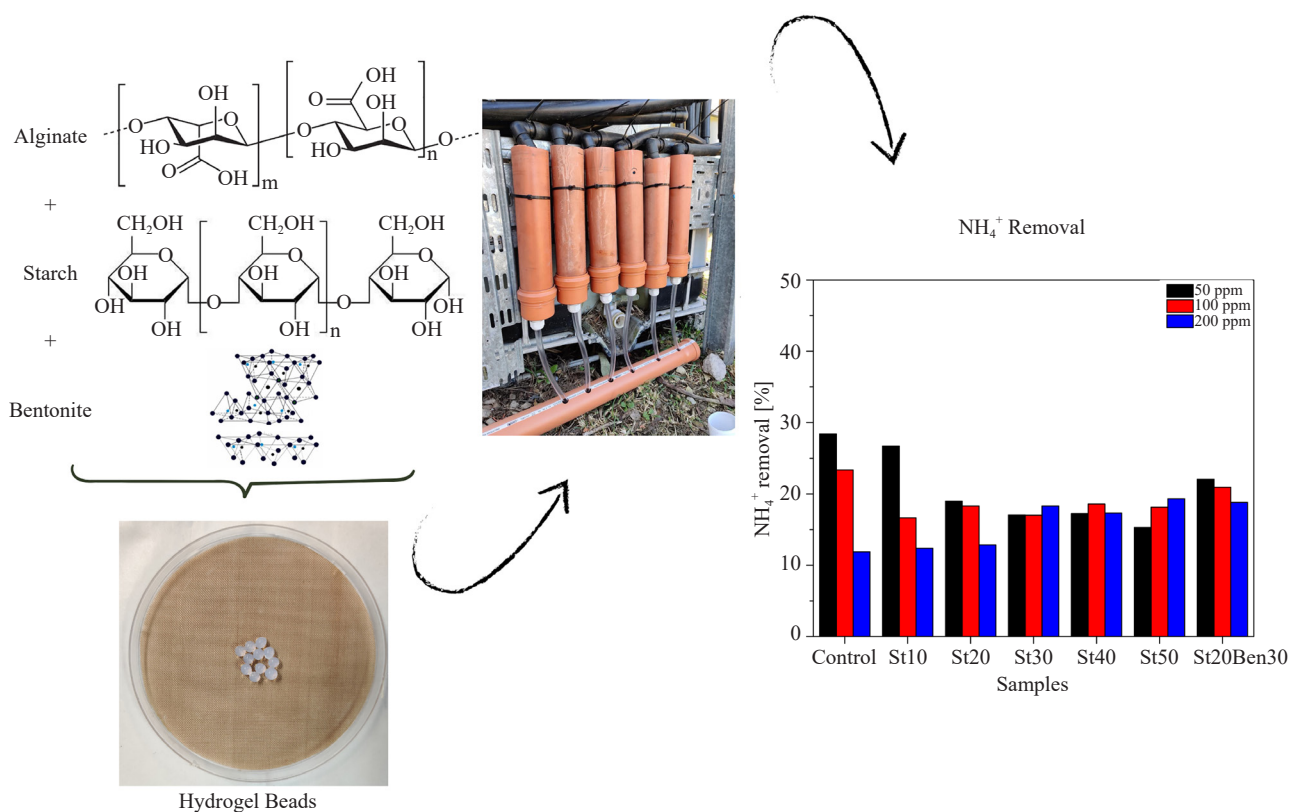 Alginate
+
Starch
+
Bentonite
O
OH
HO
O
OH
m
O
O
OH
OH
HO
O
n
O
CH₂OH
O
OH
OH
OH
O
CH₂OH
O
OH
OH
n
O
CH₂OH
O
OH
OH
OH
Hydrogel Beads
NH₄⁺ Removal
50 ppm
100 ppm
200 ppm
NH₄⁺ removal [%]
50
40
30
20
10
0
Control St10 St20 St30 St40 St50 St20Ben30
Samples